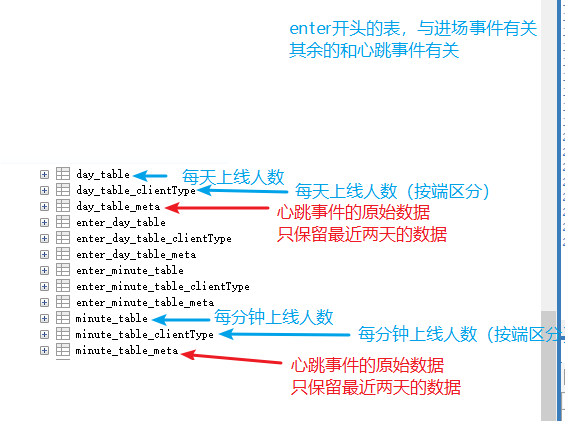 enter开头的表，与进场事件有关
其余的和心跳事件有关
day_table
每天上线人数
day_table_clientType
每天上线人数（按端区分）
day_table_meta
心跳事件的原始数据
只保留最近两天的数据
enter_day_table
enter_day_table_clientType
enter_day_table_meta
enter_minute_table
enter_minute_table_clientType
enter_minute_table_meta
minute_table
每分钟上线人数
minute_table_clientType
每分钟上线人数（按端区分
minute_table_meta
心跳事件的原始数据
只保留最近两天的数据